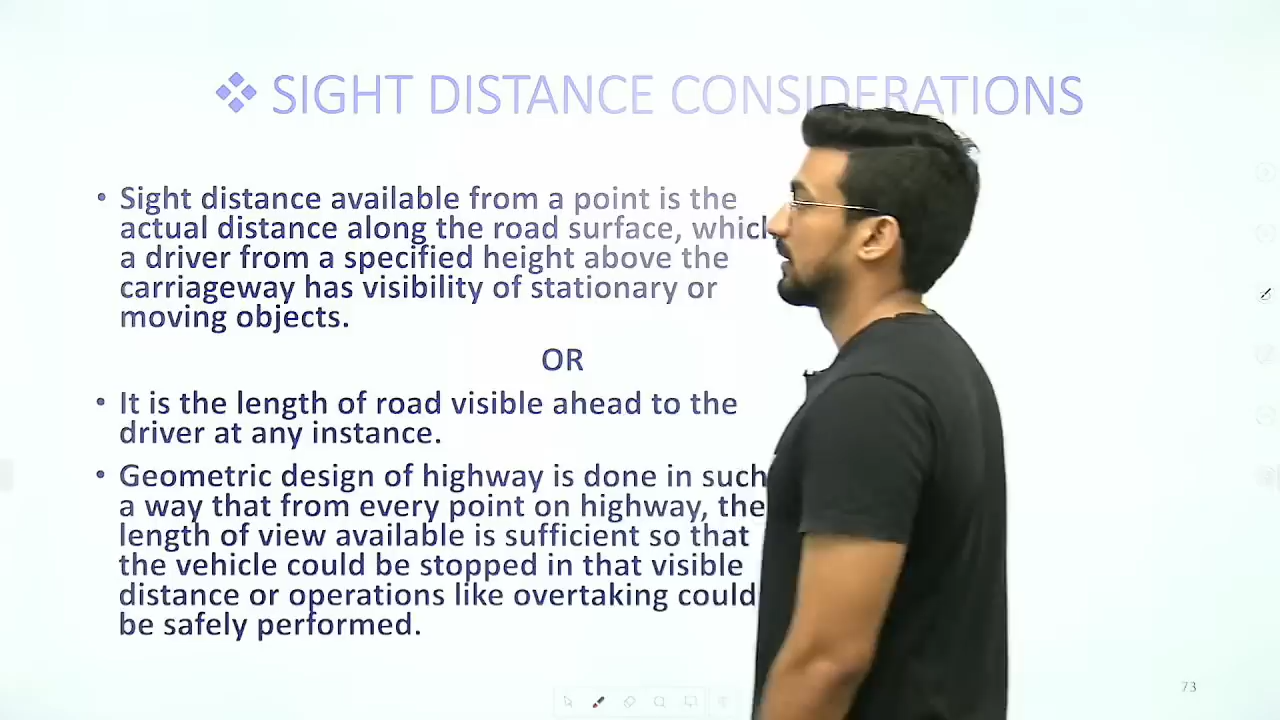 ❖ SIGHT DISTANCE CONSIDERATIONS
• Sight distance available from a point is the
actual distance along the road surface, which
a driver from a specified height above the
carriageway has visibility of stationary or
moving objects.
OR
• It is the length of road visible ahead to the
driver at any instance.
• Geometric design of highway is done in such
a way that from every point on highway, the
length of view available is sufficient so that
the vehicle could be stopped in that visible
distance or operations like overtaking could
be safely performed.
73